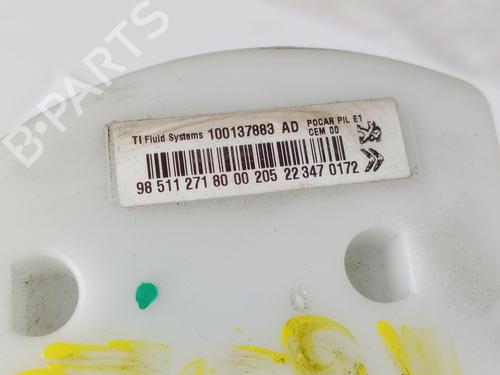 B-PARTS
TI Fluid Systems 100137883 AD POCAR PIL E1
CEM 00
98 511 271 80 00 205 22 347 0172